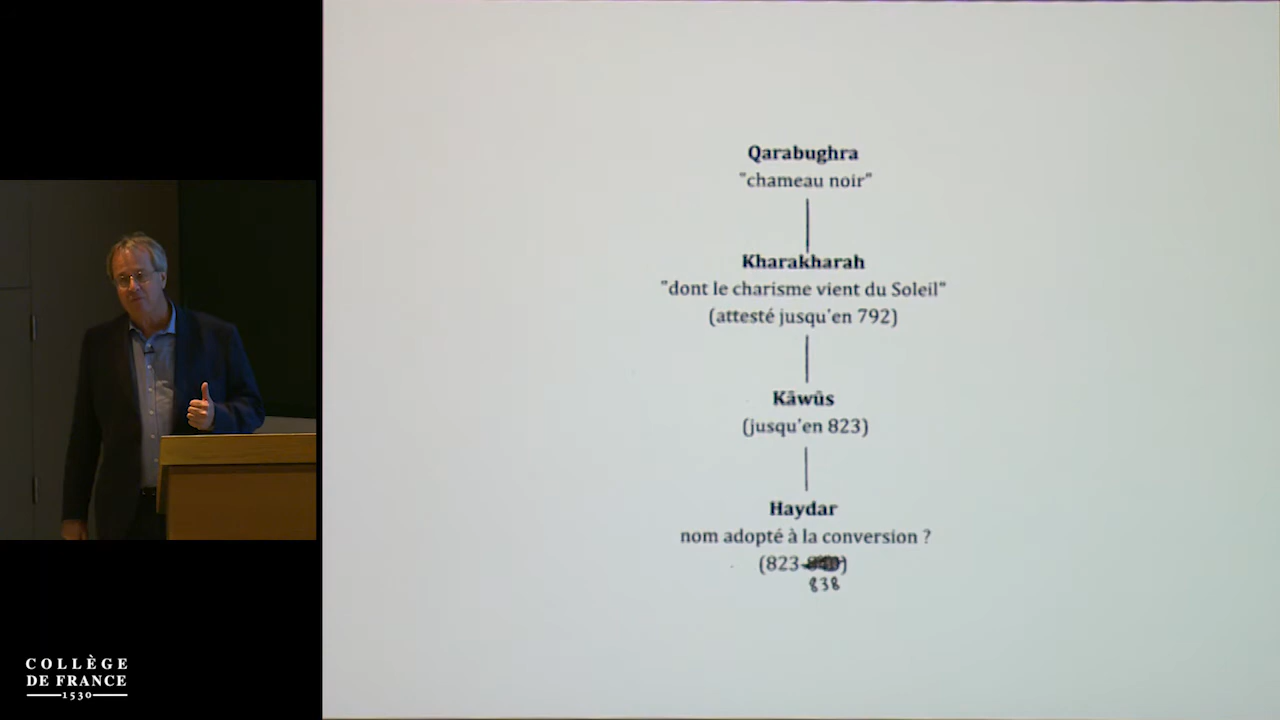 Qarabughra
"chameau noir"
Kharakharah
"dont le charisme vient du Soleil"
(attesté jusqu'en 792)
Kāwūs
(jusqu'en 823)
Haydar
nom adopté à la conversion ?
(823-)
838
COLLÈGE
DE FRANCE
1530